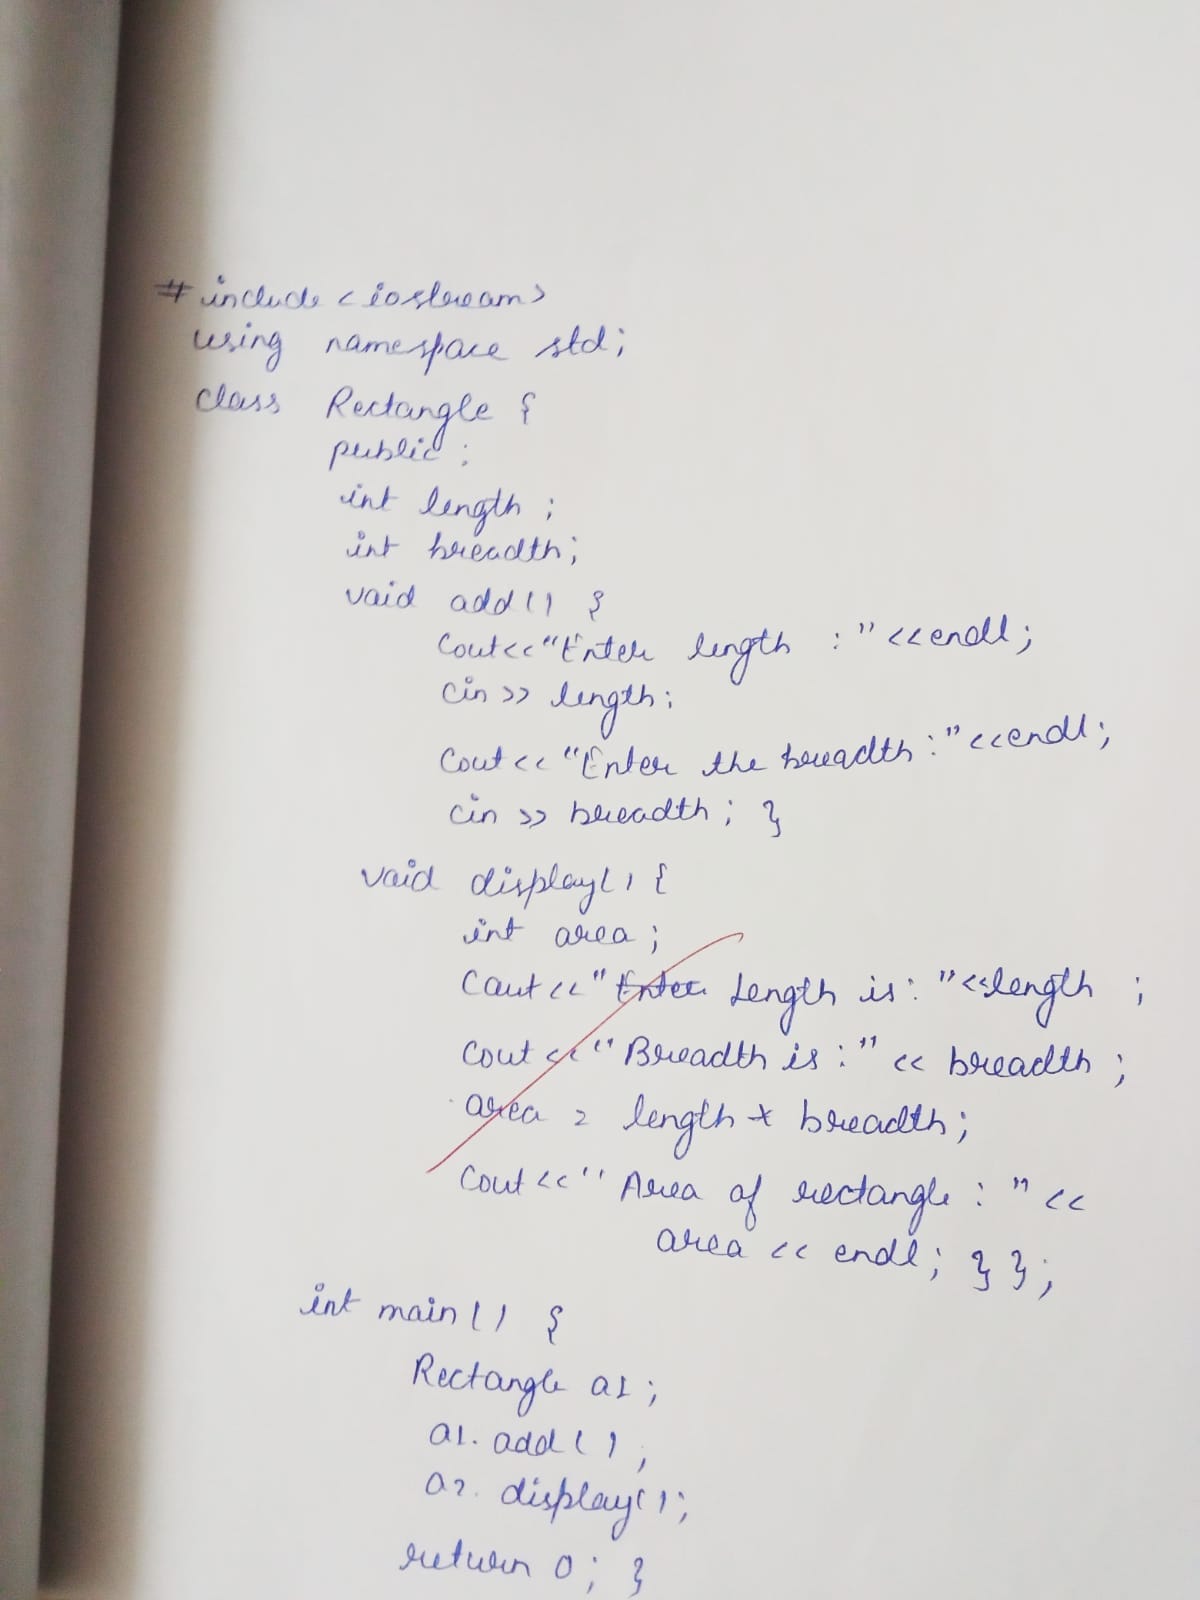 #include <iostream>
using namespace std;
class Rectangle {
public :
int length ;
int breadth;
void add() {
Cout<<"Enter length : " <<endl;
cin >> length;
Cout << "Enter the breadth : " <<endl;
cin >> breadth ; }
void display() {
int area ;
Cout << " Length is : " <<length ;
Cout << " Breadth is : " << breadth ;
area = length * breadth;
Cout << " Area of rectangle : " <<
area << endl; } };
int main() {
Rectangle a1 ;
a1. add() ;
a2. display();
return 0 ; }